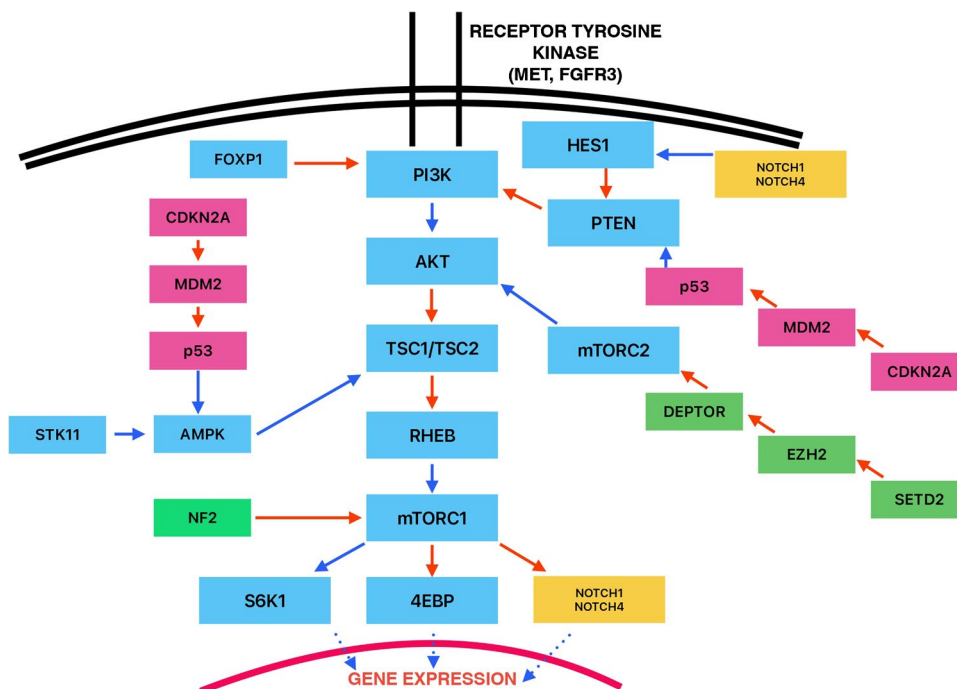 RECEPTOR TYROSINE
KINASE
(MET, FGFR3)
FOXP1
PI3K
HES1
NOTCH1
NOTCH4
CDKN2A
PTEN
AKT
MDM2
p53
p53
TSC1/TSC2
mTORC2
MDM2
CDKN2A
DEPTOR
STK11
AMPK
RHEB
EZH2
SETD2
NF2
mTORC1
S6K1
4EBP
NOTCH1
NOTCH4
GENE EXPRESSION